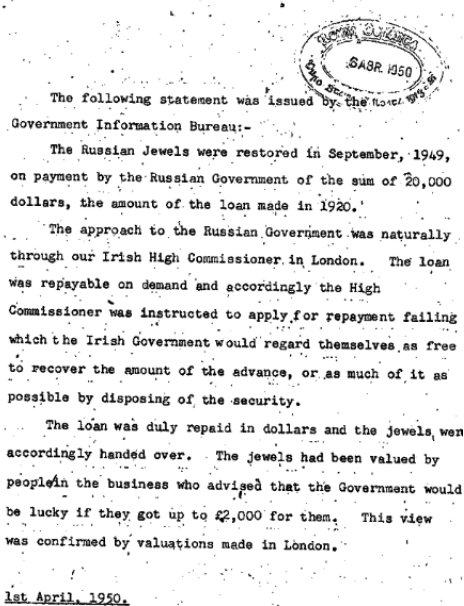 5 ABR 1950
The following statement was issued by the
Government Information Bureau:-
The Russian Jewels were restored in September, 1949,
on payment by the Russian Government of the sum of 20,000
dollars, the amount of the loan made in 1920.
The approach to the Russian Government was naturally
through our Irish High Commissioner in London. The loan
was repayable on demand and accordingly the High
Commissioner was instructed to apply for repayment failing
which the Irish Government would regard themselves as free
to recover the amount of the advance, or as much of it as
possible by disposing of the security.
The loan was duly repaid in dollars and the jewels wer
accordingly handed over. The jewels had been valued by
people in the business who advised that the Government would
be lucky if they got up to £2,000 for them. This view
was confirmed by valuations made in London.
1st April, 1950.